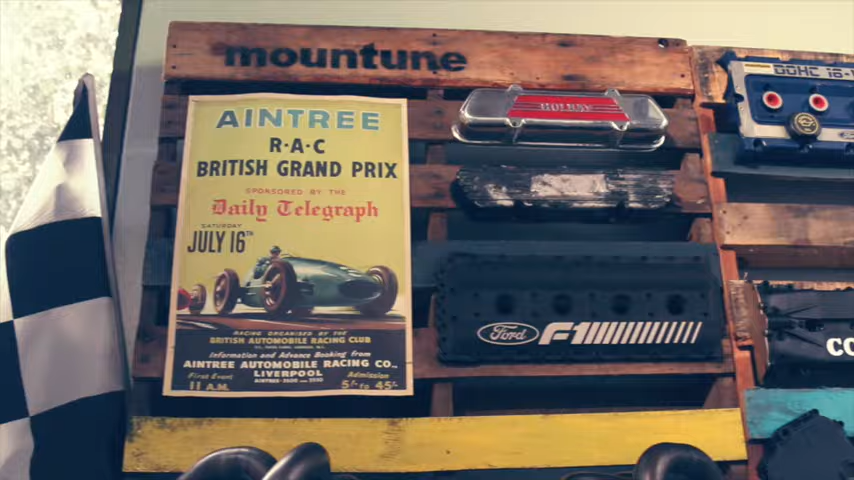 mountune
AINTREE
R·A·C
BRITISH GRAND PRIX
SPONSORED BY THE
Daily Telegraph
SATURDAY
JULY 16TH
RACING ORGANISED BY THE
BRITISH AUTOMOBILE RACING CLUB
Information and Advance Booking from
AINTREE AUTOMOBILE RACING CO.,
LIVERPOOL
First Event
11 A.M.
Admission
5/- to 45/-
HOLBAY
Ford F1
DOHC 16-
CO